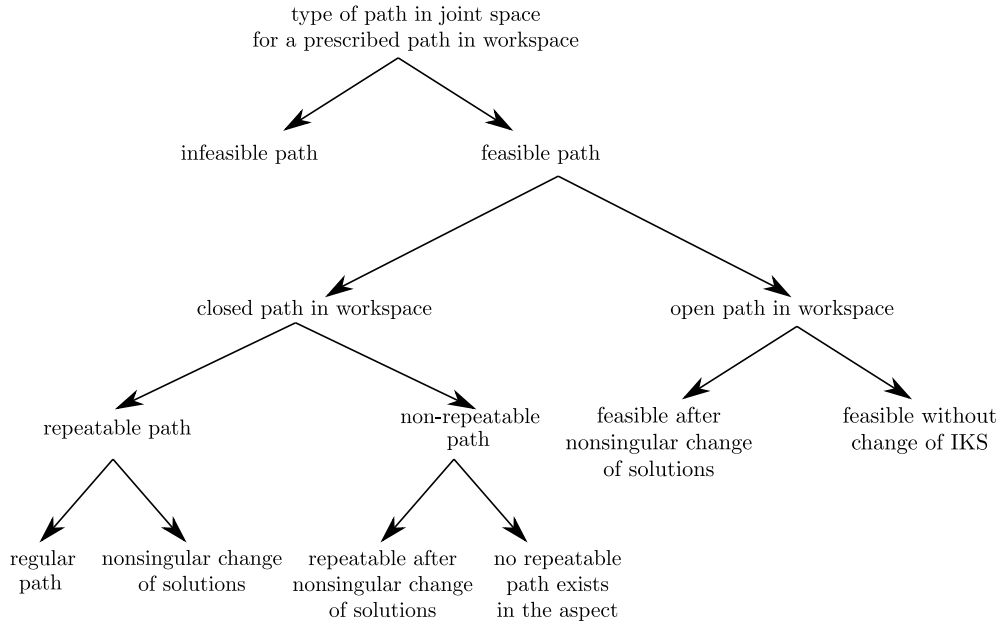 type of path in joint space
for a prescribed path in workspace
infeasible path
feasible path
closed path in workspace
open path in workspace
repeatable path
non-repeatable
path
feasible after
nonsingular change
of solutions
feasible without
change of IKS
regular
path
nonsingular change
of solutions
repeatable after
nonsingular change
of solutions
no repeatable
path exists
in the aspect